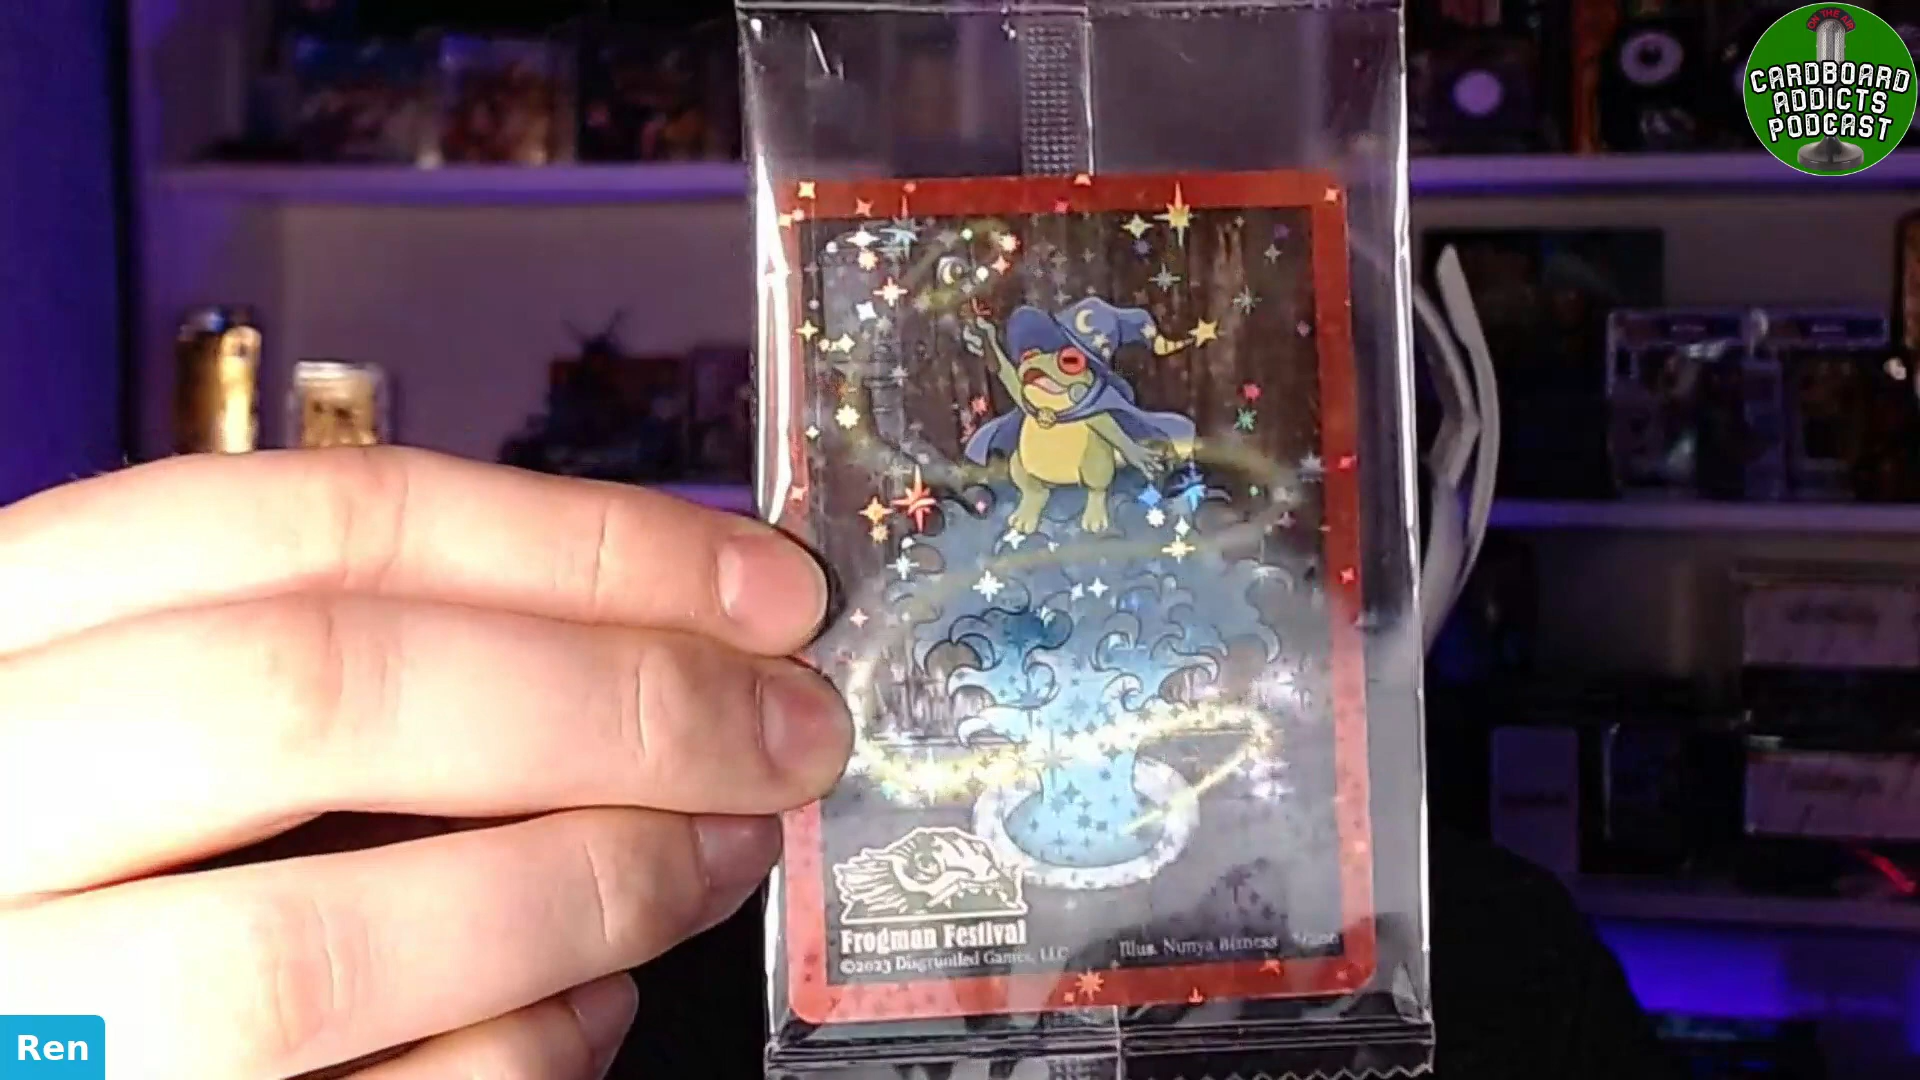 ON THE AIR
CARDBOARD
ADDICTS
PODCAST
Frogman Festival
©2023 Disgruntled Games, LLC
Illus. Nunya Bizness
Ren